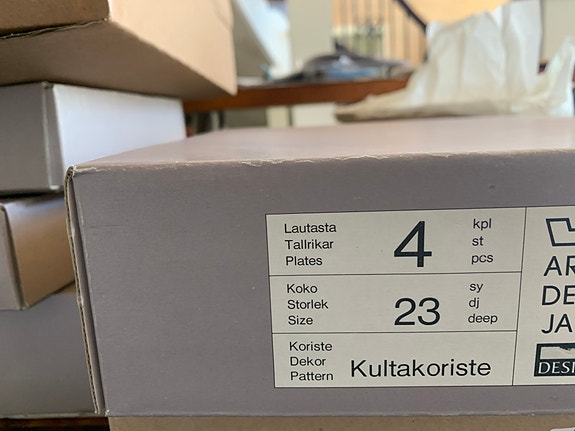 Lautasta
Tallrikar
Plates
4
kpl
st
pcs
Koko
Storlek
Size
23
sy
dj
deep
Koriste
Dekor
Pattern
Kultakoriste
AR
DE
JA
DESI